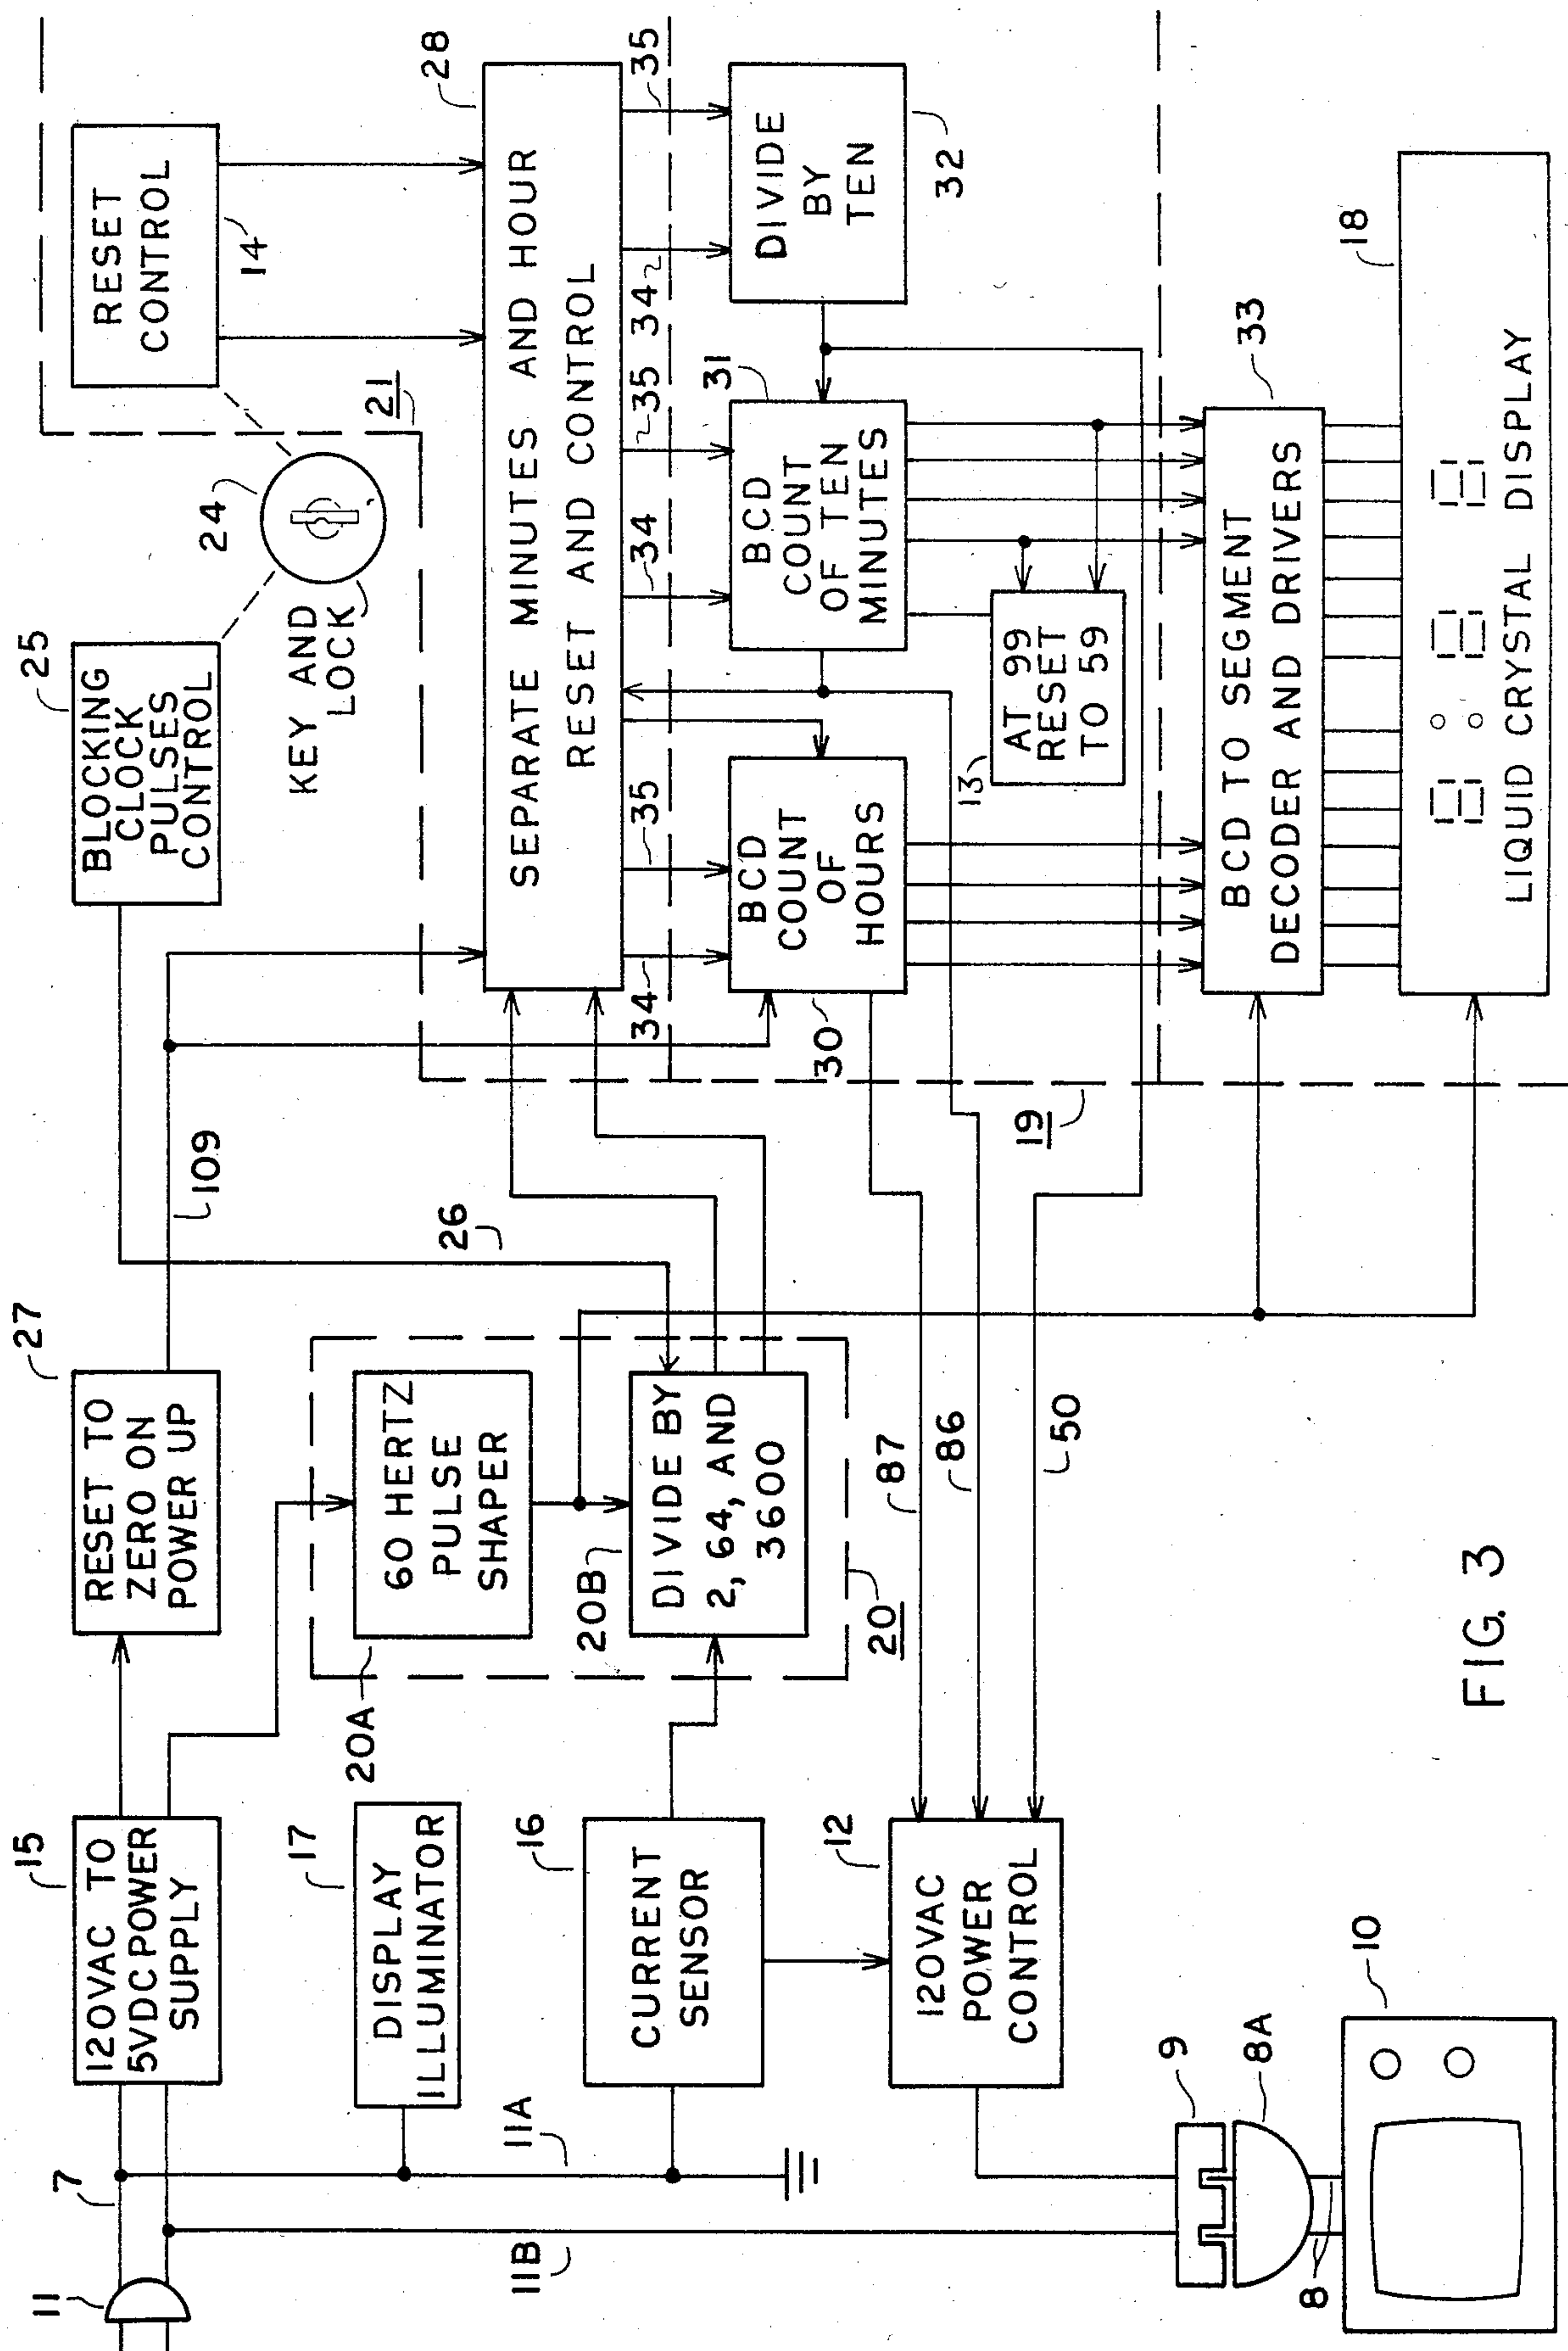 11
7
15
120VAC TO
5VDC POWER
SUPPLY
27
RESET TO
ZERO ON
POWER UP
109
25
BLOCKING
CLOCK
PULSES
CONTROL
24
KEY AND
LOCK
RESET
CONTROL
14
21
28
17
DISPLAY
ILLUMINATOR
20A
60 HERTZ
PULSE
SHAPER
26
SEPARATE MINUTES AND HOUR
RESET AND CONTROL
11A
16
CURRENT
SENSOR
20B
DIVIDE BY
2, 64, AND
3600
20
34
35
34
35
34
35
11B
12
120VAC
POWER
CONTROL
87
86
50
30
BCD
COUNT
OF
HOURS
31
BCD
COUNT
OF TEN
MINUTES
DIVIDE
BY
TEN
32
19
13
AT 99
RESET
TO 59
9
8A
33
BCD TO SEGMENT
DECODER AND DRIVERS
8
10
18
8 : 8 8
LIQUID CRYSTAL DISPLAY
FIG. 3